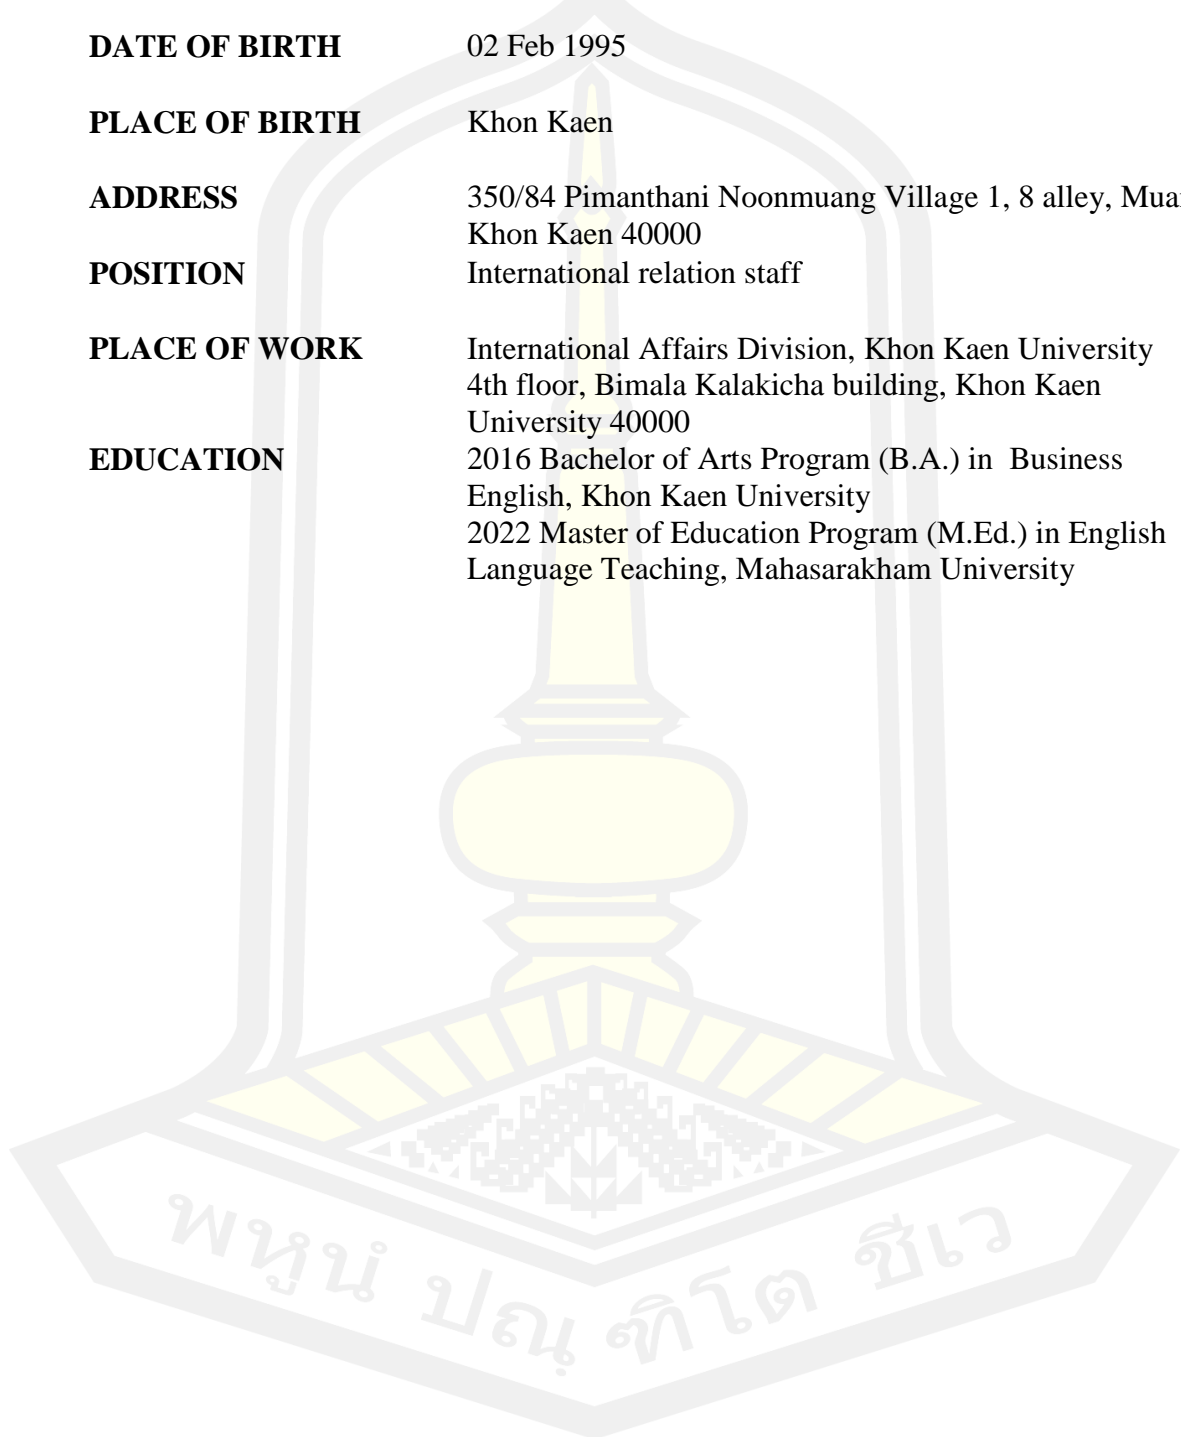 DATE OF BIRTH 02 Feb 1995
PLACE OF BIRTH Khon Kaen
ADDRESS 350/84 Pimanthani Noonmuang Village 1, 8 alley,
Khon Kaen 40000
POSITION International relation staff
PLACE OF WORK International Affairs Division, Khon Kaen University
4th floor, Bimala Kalakicha building, Khon Kaen
University 40000
EDUCATION 2016 Bachelor of Arts Program (B.A.) in Business
English, Khon Kaen University
2022 Master of Education Program (M.Ed.) in English
Language Teaching, Mahasarakham University
พหูนํ ปณฺฑิโต ชีเว